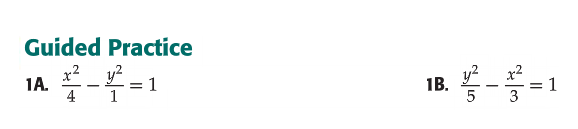 Guided Practice
1A. x²/4 − y²/1 = 1
1B. y²/5 − x²/3 = 1